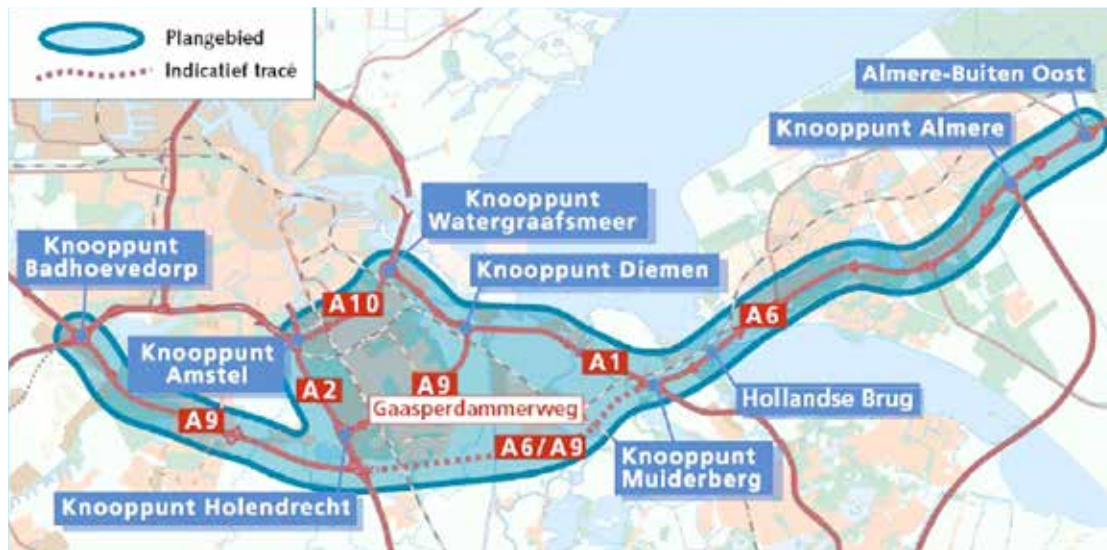 Plangebied
Indicatief tracé
Almere-Buiten Oost
Knooppunt Almere
Knooppunt
Watergraafsmeer
Knooppunt
Badhoevedorp
Knooppunt Diemen
A10
A6
Knooppunt
Amstel
A1
A2
A9
Gaasperdammerweg
Hollandse Brug
A9
A6/A9
Knooppunt
Muiderberg
Knooppunt Holendrecht